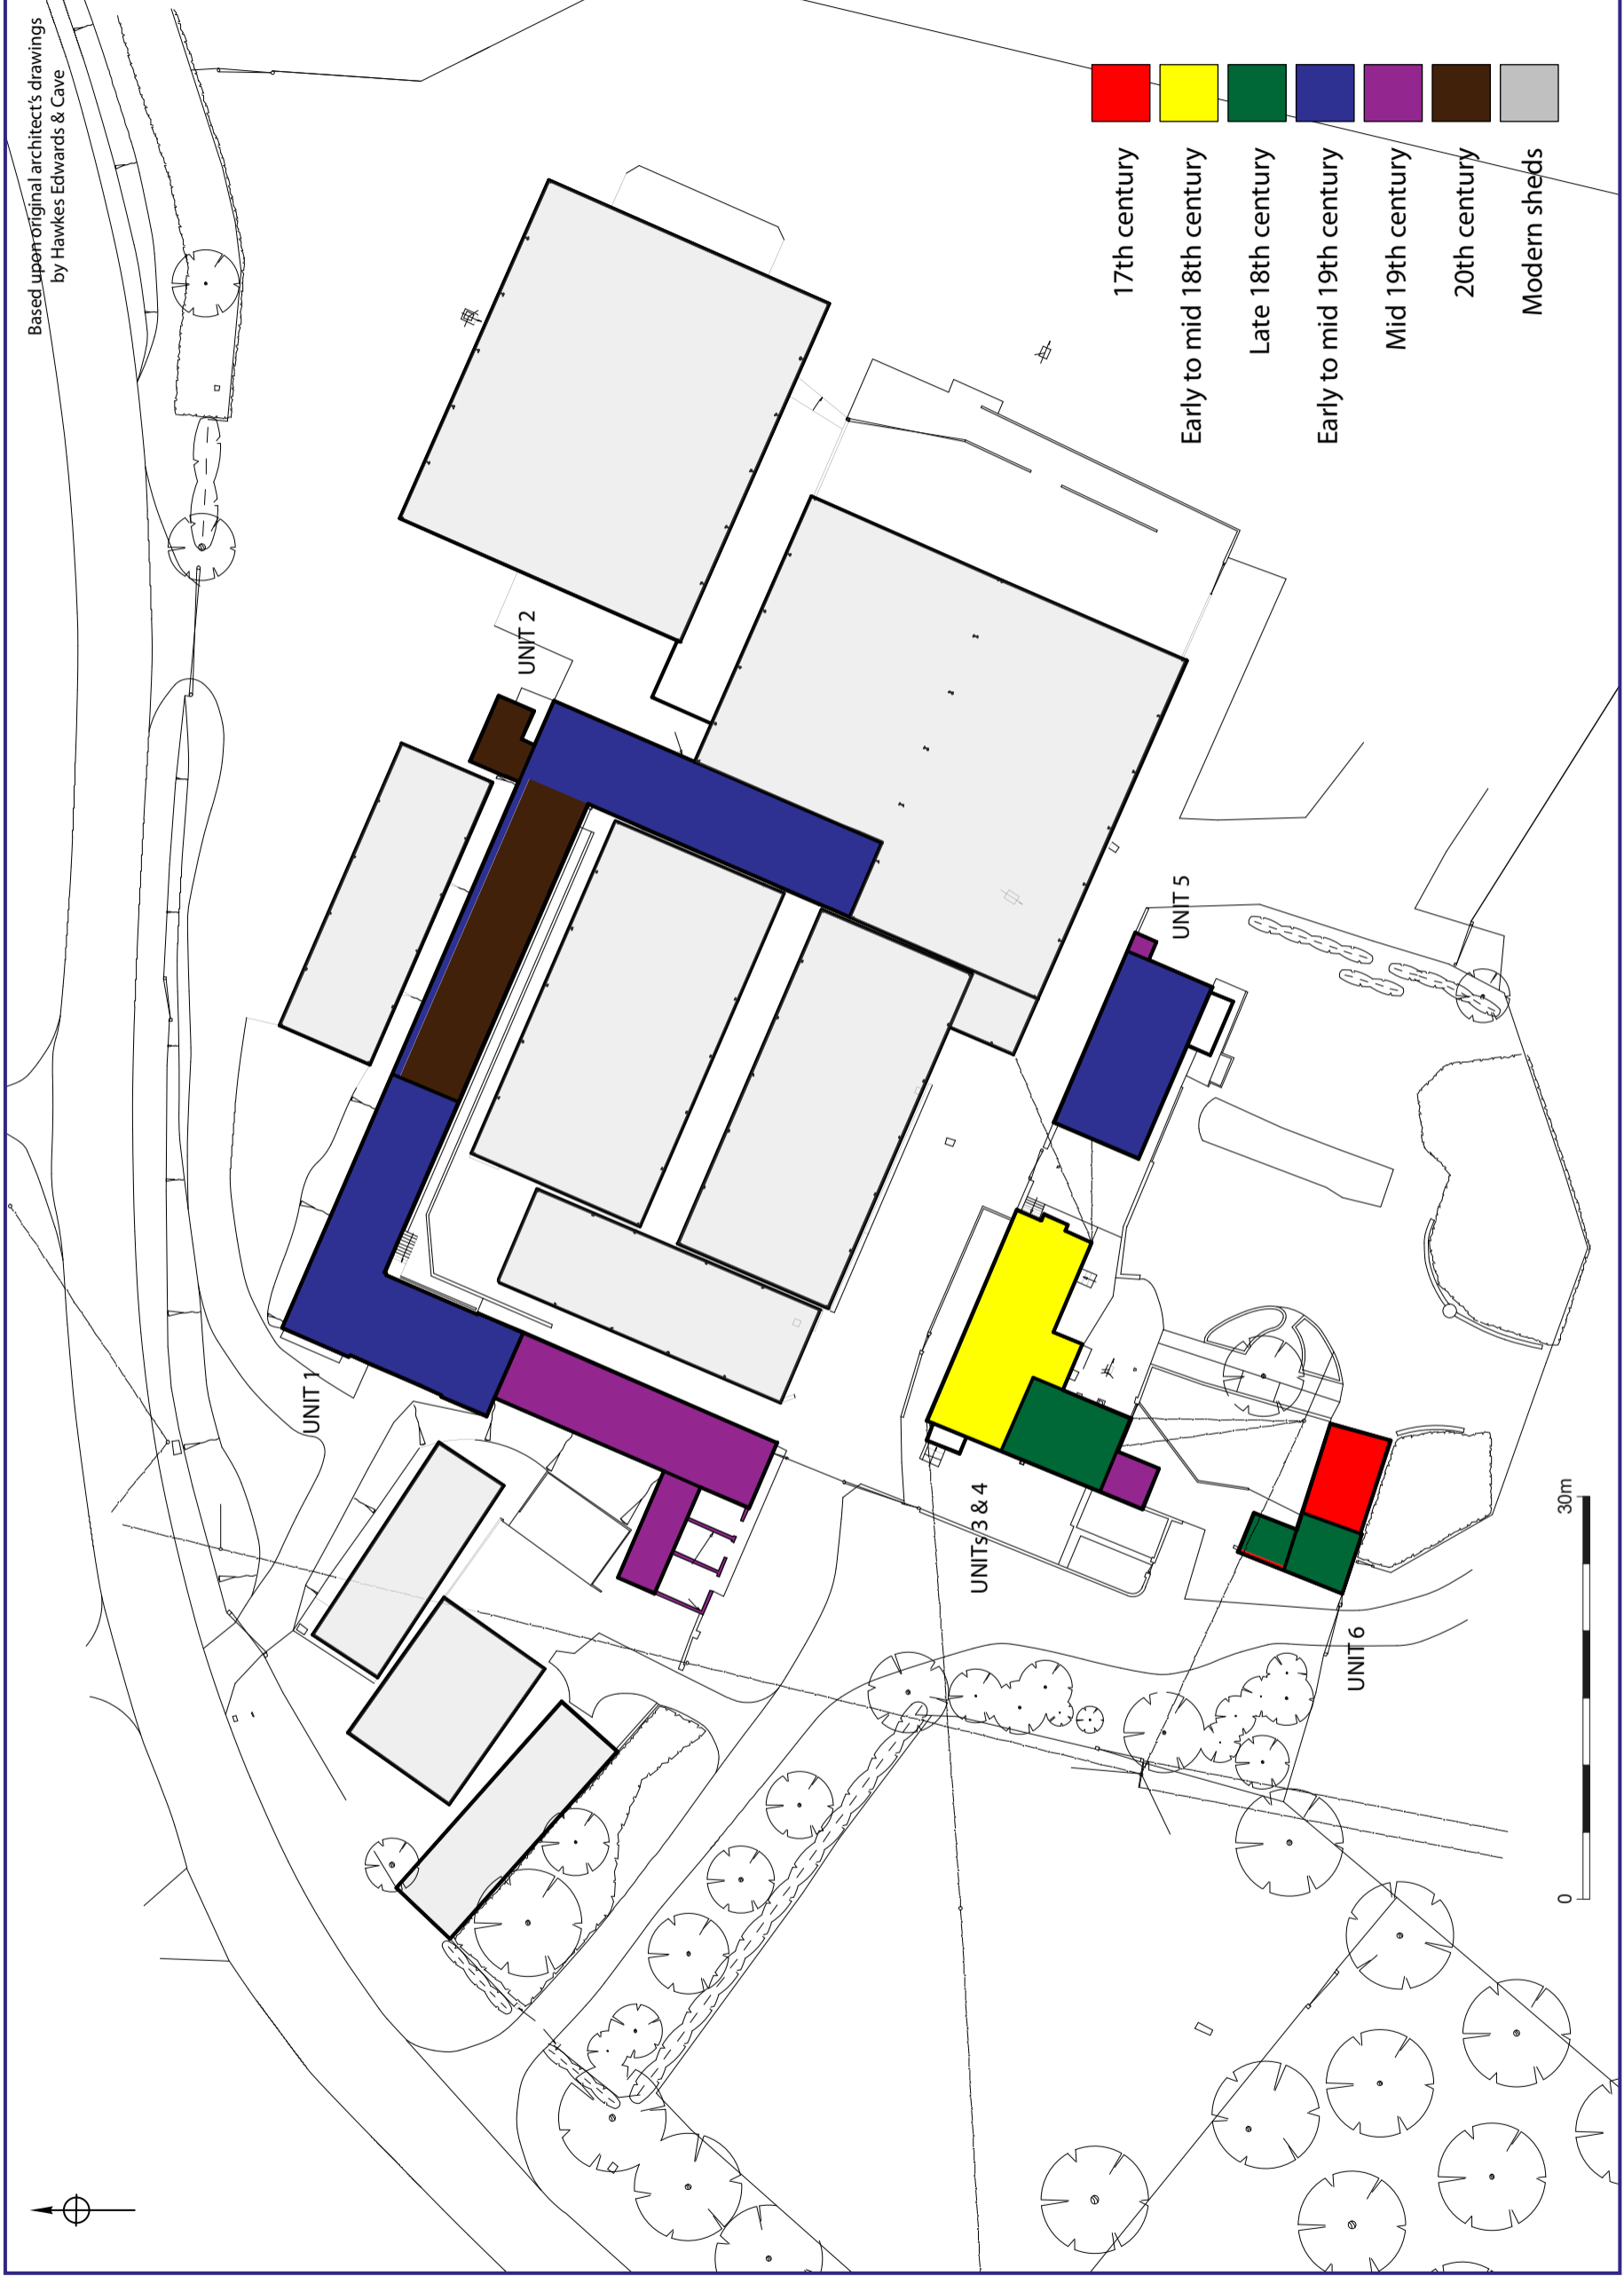 Based upon original architect's drawings
by Hawkes Edwards & Cave
UNIT 1
UNIT 2
UNITs 3 & 4
UNIT 5
UNIT 6
17th century
Early to mid 18th century
Late 18th century
Early to mid 19th century
Mid 19th century
20th century
Modern sheds
0
30m